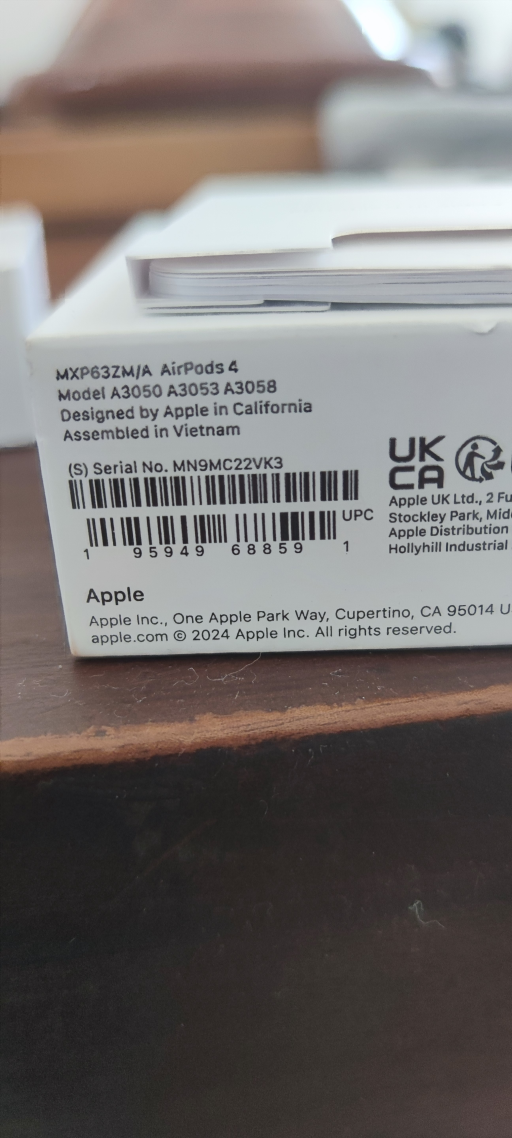 MXP63ZM/A AirPods 4
Model A3050 A3053 A3058
Designed by Apple in California
Assembled in Vietnam
(S) Serial No. MN9MC22VK3
UPC
1 95949 68859 1
UK
CA
Apple UK Ltd., 2
Stockley Park,
Apple Distribution
Hollyhill Industrial
Apple
Apple Inc., One Apple Park Way, Cupertino, CA 95014
apple.com © 2024 Apple Inc. All rights reserved.